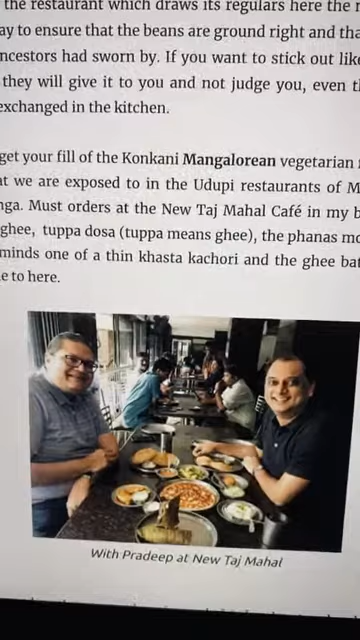 the restaurant which draws its regulars here the
ay to ensure that the beans are ground right and tha
ncestors had sworn by. If you want to stick out like
they will give it to you and not judge you, even
exchanged in the kitchen.
get your fill of the Konkani Mangalorean vegetarian
at we are exposed to in the Udupi restaurants of M
nga. Must orders at the New Taj Mahal Café in my b
ghee, tuppa dosa (tuppa means ghee), the phanas mo
minds one of a thin khasta kachori and the ghee bat
e to here.
With Pradeep at New Taj Mahal